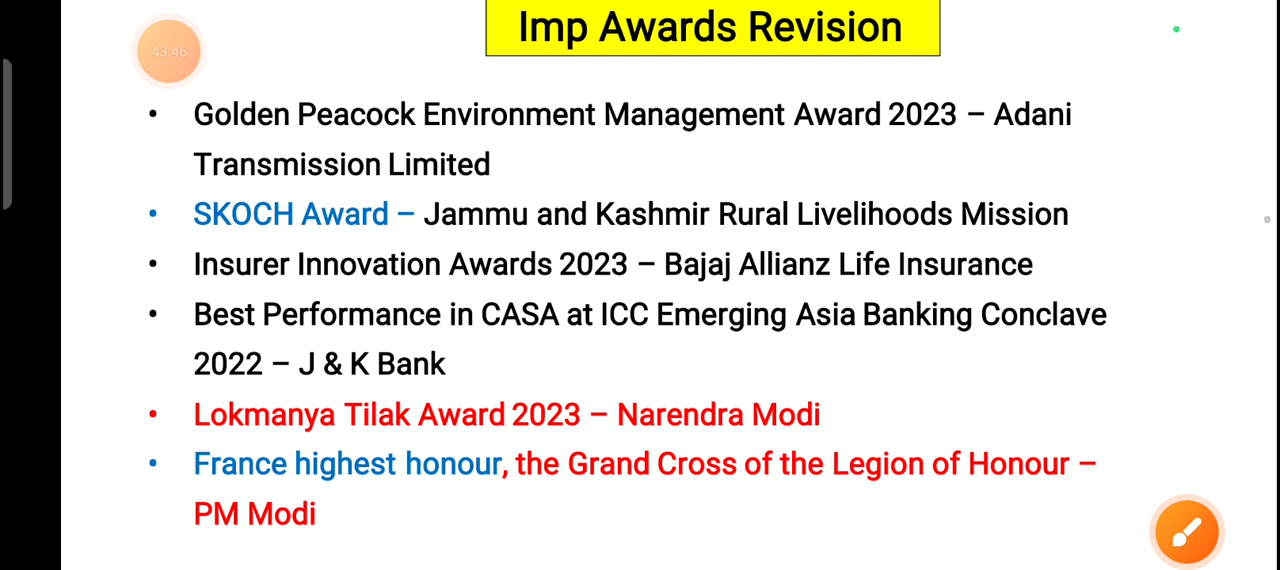 Imp Awards Revision
43:46
• Golden Peacock Environment Management Award 2023 – Adani
Transmission Limited
• SKOCH Award – Jammu and Kashmir Rural Livelihoods Mission
• Insurer Innovation Awards 2023 – Bajaj Allianz Life Insurance
• Best Performance in CASA at ICC Emerging Asia Banking Conclave
2022 – J & K Bank
• Lokmanya Tilak Award 2023 – Narendra Modi
• France highest honour, the Grand Cross of the Legion of Honour –
PM Modi